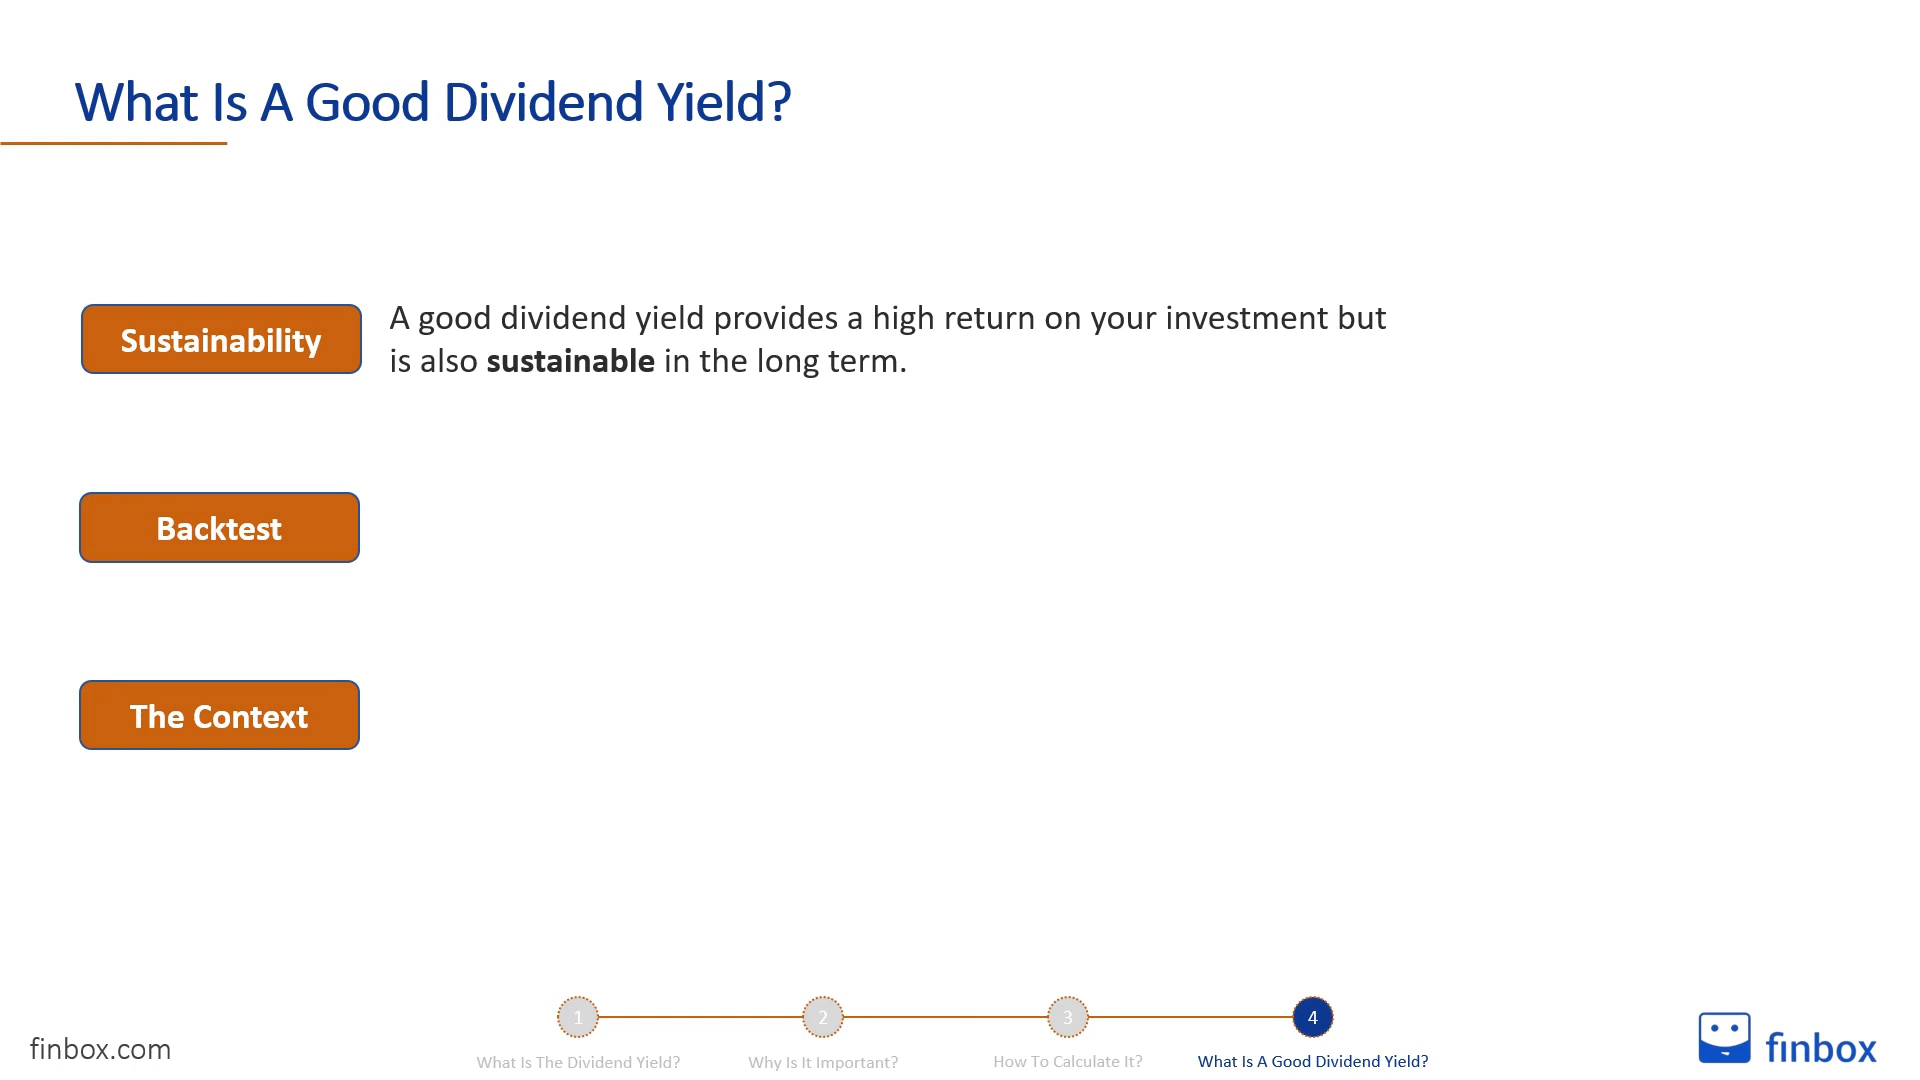 What Is A Good Dividend Yield?
Sustainability
A good dividend yield provides a high return on your investment but
is also sustainable in the long term.
Backtest
The Context
1
2
3
4
What Is The Dividend Yield?
Why Is It Important?
How To Calculate It?
What Is A Good Dividend Yield?
finbox.com
finbox